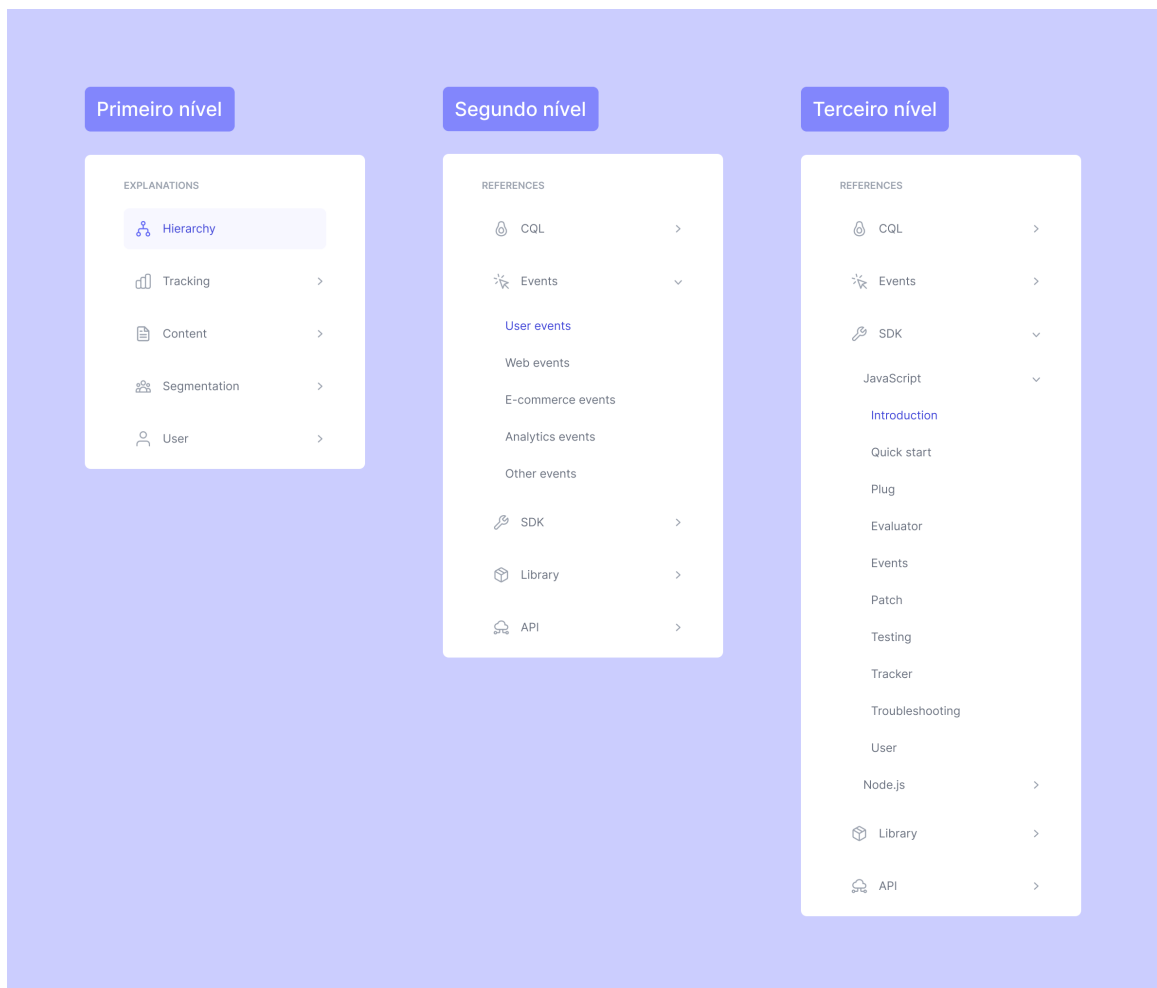 Primeiro nível
EXPLANATIONS
Hierarchy
Tracking
Content
Segmentation
User
Segundo nível
REFERENCES
CQL
Events
User events
Web events
E-commerce events
Analytics events
Other events
SDK
Library
API
Terceiro nível
REFERENCES
CQL
Events
SDK
JavaScript
Introduction
Quick start
Plug
Evaluator
Events
Patch
Testing
Tracker
Troubleshooting
User
Node.js
Library
API